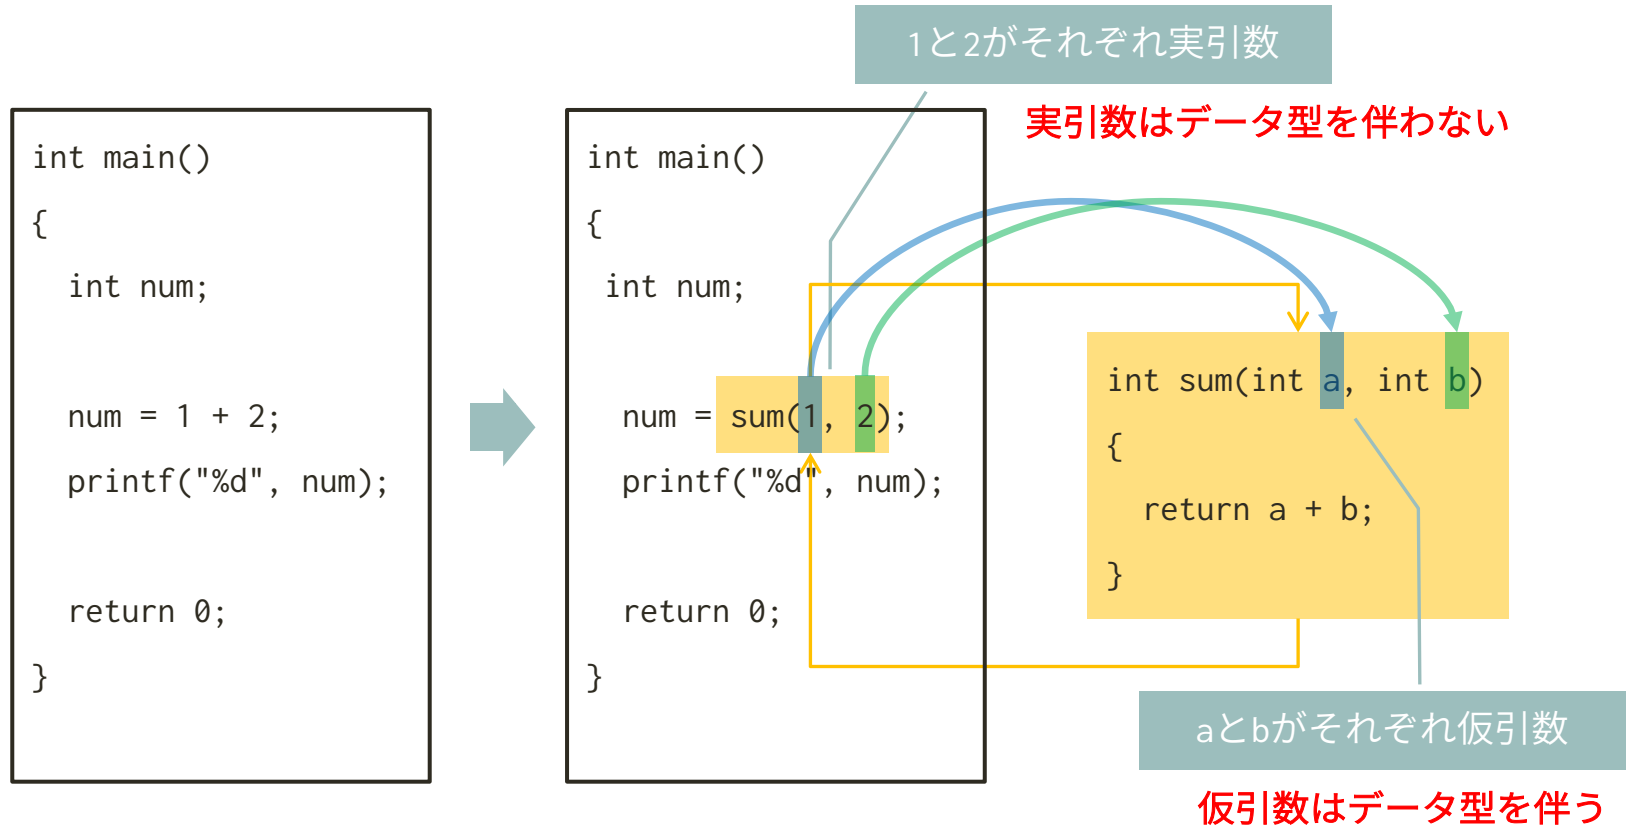 1と2がそれぞれ実引数
実引数はデータ型を伴わない
int main()
{
  int num;
  num = 1 + 2;
  printf("%d", num);
  return 0;
}
int main()
{
 int num;
  num = sum(1, 2);
  printf("%d", num);
  return 0;
}
int sum(int a, int b)
{
  return a + b;
}
aとbがそれぞれ仮引数
仮引数はデータ型を伴う